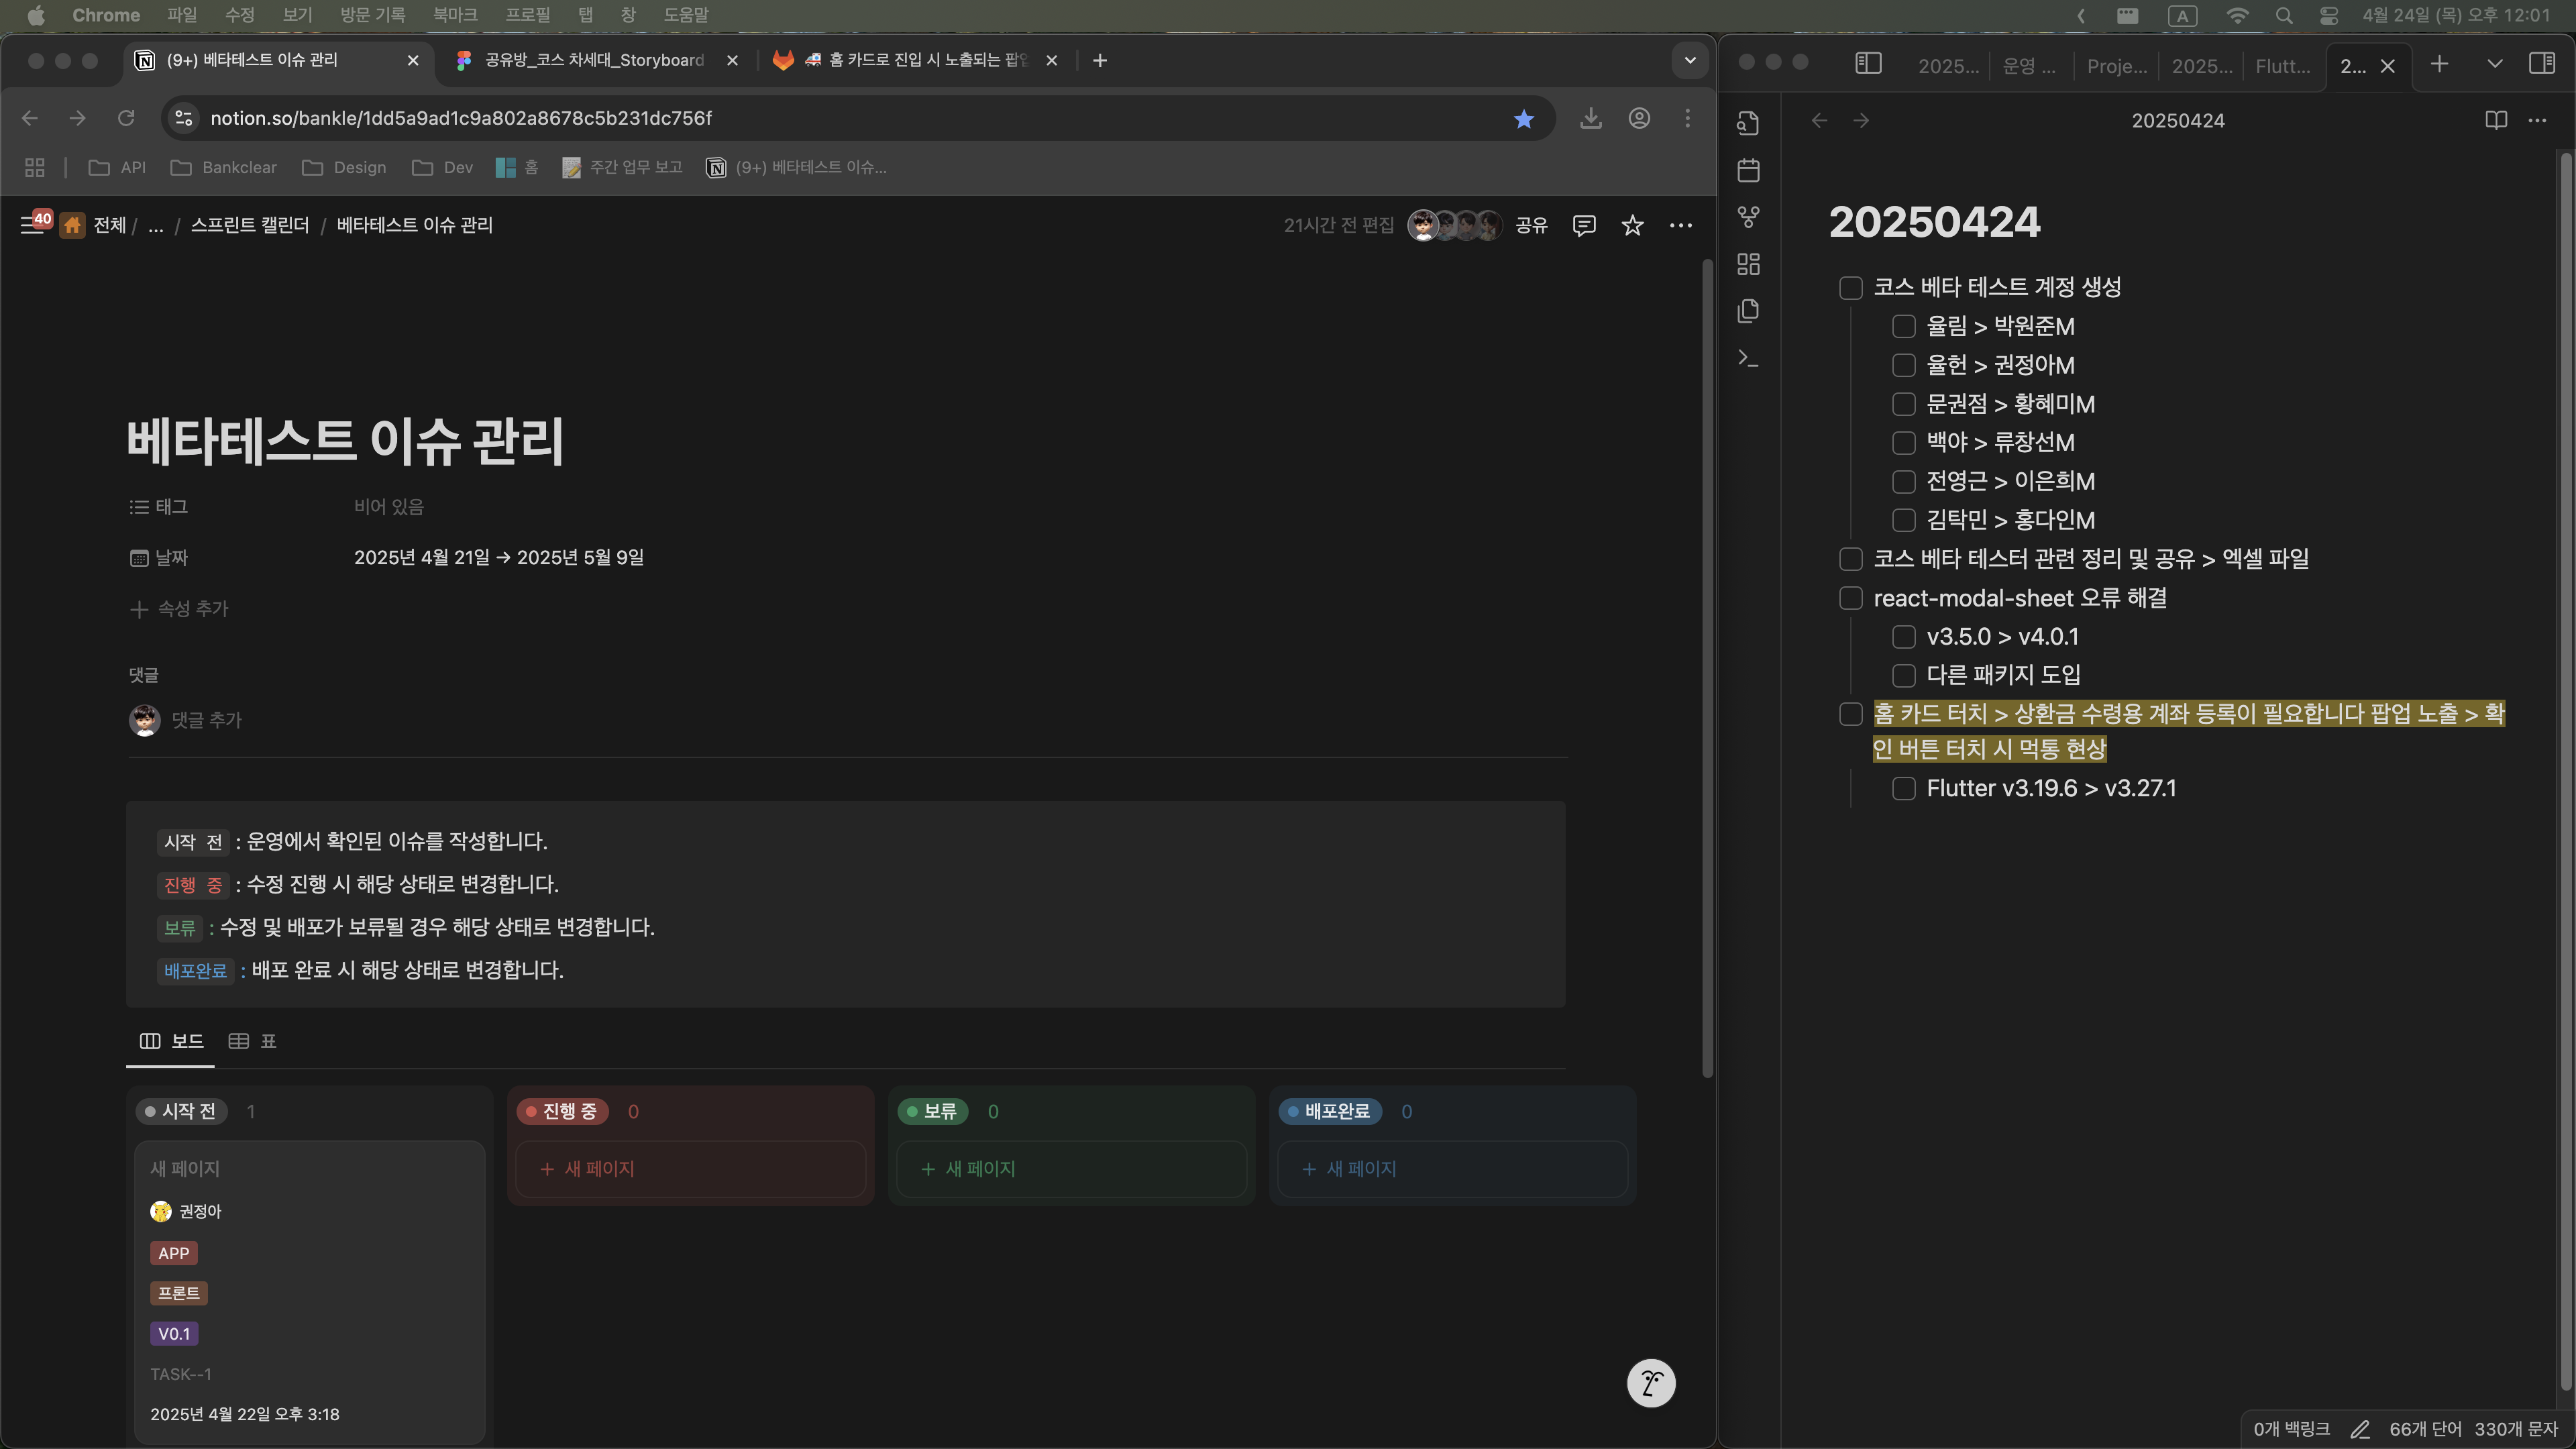 Chrome 파일 수정 보기 방문 기록 북마크 프로필 탭 창 도움말
A 4월 24일 (목) 오후 12:01
(9+) 베타테스트 이슈 관리
공유방_코스 차세대_Storyboard
홈 카드로 진입 시 노출되는 팝업
notion.so/bankle/1dd5a9ad1c9a802a8678c5b231dc756f
API Bankclear Design Dev 홈 주간 업무 보고 (9+) 베타테스트 이슈...
40 전체 / ... / 스프린트 캘린더 / 베타테스트 이슈 관리
21시간 전 편집 공유
베타테스트 이슈 관리
태그 비어 있음
날짜 2025년 4월 21일 → 2025년 5월 9일
속성 추가
댓글
댓글 추가
시작 전 : 운영에서 확인된 이슈를 작성합니다.
진행 중 : 수정 진행 시 해당 상태로 변경합니다.
보류 : 수정 및 배포가 보류될 경우 해당 상태로 변경합니다.
배포완료 : 배포 완료 시 해당 상태로 변경합니다.
보드 표
시작 전 1
새 페이지
권정아
APP
프론트
V0.1
TASK--1
2025년 4월 22일 오후 3:18
진행 중 0
+ 새 페이지
보류 0
+ 새 페이지
배포완료 0
+ 새 페이지
2025... 운영 ... Proje... 2025... Flutt... 2...
20250424
20250424
코스 베타 테스트 계정 생성
율림 > 박원준M
율헌 > 권정아M
문권점 > 황혜미M
백야 > 류창선M
전영근 > 이은희M
김탁민 > 홍다인M
코스 베타 테스터 관련 정리 및 공유 > 엑셀 파일
react-modal-sheet 오류 해결
v3.5.0 > v4.0.1
다른 패키지 도입
홈 카드 터치 > 상환금 수령용 계좌 등록이 필요합니다 팝업 노출 > 확
인 버튼 터치 시 먹통 현상
Flutter v3.19.6 > v3.27.1
0개 백링크 66개 단어 330개 문자